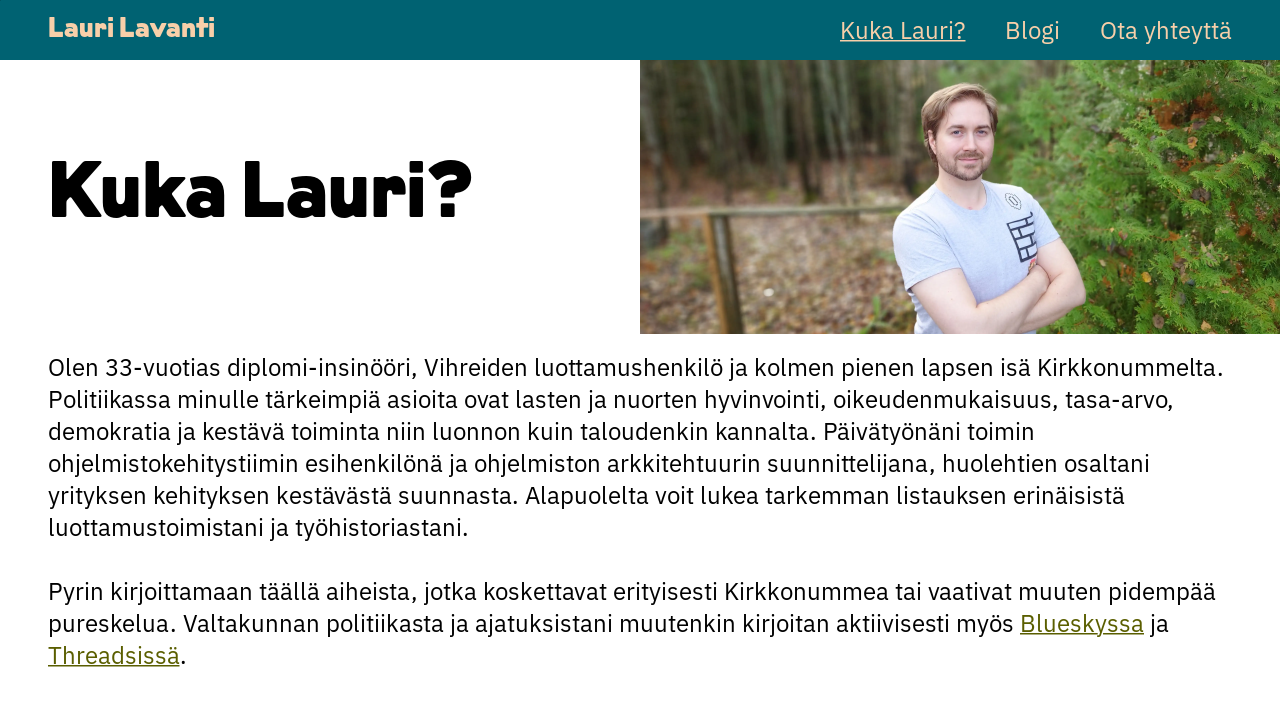 Lauri Lavanti
Kuka Lauri?
Blogi
Ota yhteyttä
Kuka Lauri?
Olen 33-vuotias diplomi-insinööri, Vihreiden luottamushenkilö ja kolmen pienen lapsen isä Kirkkonummelta.
Politiikassa minulle tärkeimpiä asioita ovat lasten ja nuorten hyvinvointi, oikeudenmukaisuus, tasa-arvo,
demokratia ja kestävä toiminta niin luonnon kuin taloudenkin kannalta. Päivätyönäni toimin
ohjelmistokehitystiimin esihenkilönä ja ohjelmiston arkkitehtuurin suunnittelijana, huolehtien osaltani
yrityksen kehityksen kestävästä suunnasta. Alapuolelta voit lukea tarkemman listauksen erinäisistä
luottamustoimistani ja työhistoriastani.
Pyrin kirjoittamaan täällä aiheista, jotka koskettavat erityisesti Kirkkonummea tai vaativat muuten pidempää
pureskelua. Valtakunnan politiikasta ja ajatuksistani muutenkin kirjoitan aktiivisesti myös Blueskyssa ja
Threadsissä.